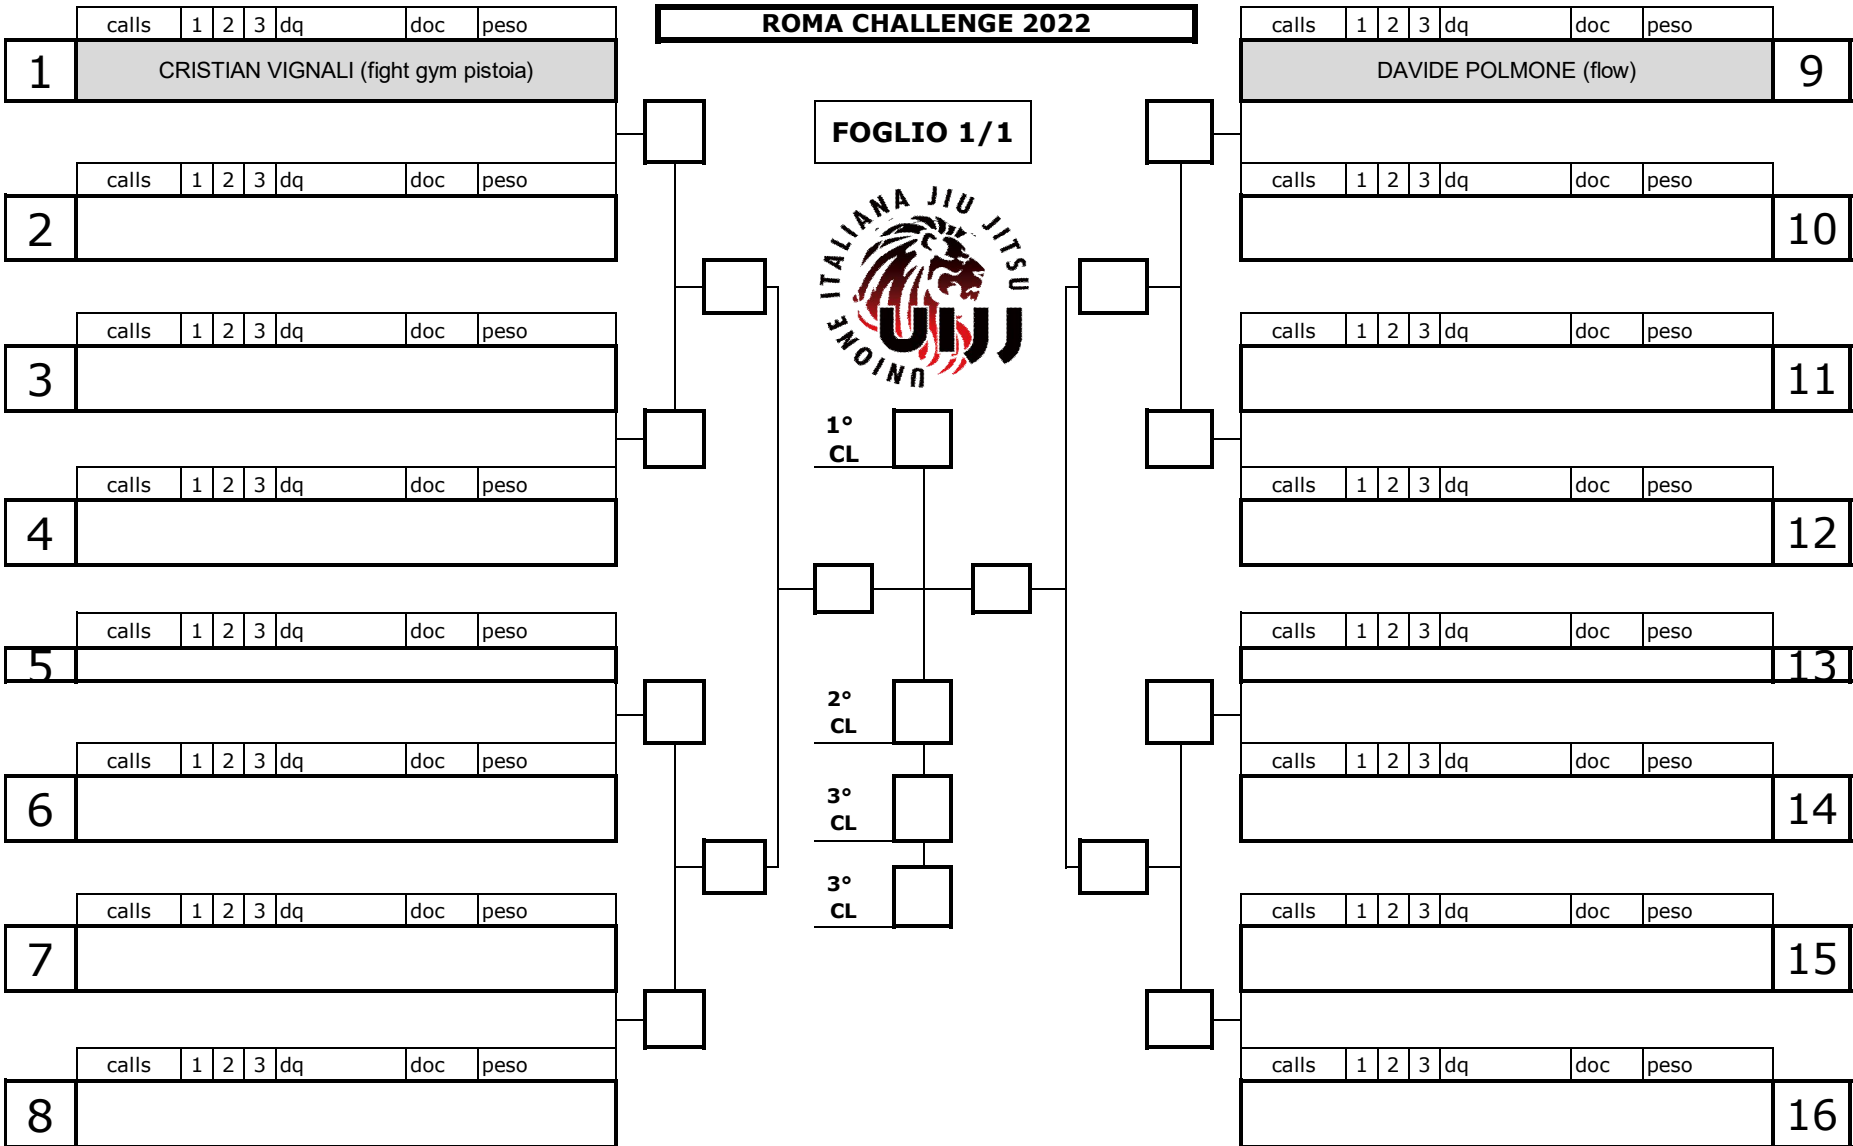 ROMA CHALLENGE 2022
calls 1 2 3 dq doc peso
1 CRISTIAN VIGNALI (fight gym pistoia)
calls 1 2 3 dq doc peso
2
calls 1 2 3 dq doc peso
3
calls 1 2 3 dq doc peso
4
calls 1 2 3 dq doc peso
5
calls 1 2 3 dq doc peso
6
calls 1 2 3 dq doc peso
7
calls 1 2 3 dq doc peso
8
FOGLIO 1/1
UNIONE ITALIANA JIU JITSU
UIJJ
1°
CL
2°
CL
3°
CL
3°
CL
calls 1 2 3 dq doc peso
DAVIDE POLMONE (flow) 9
calls 1 2 3 dq doc peso
10
calls 1 2 3 dq doc peso
11
calls 1 2 3 dq doc peso
12
calls 1 2 3 dq doc peso
13
calls 1 2 3 dq doc peso
14
calls 1 2 3 dq doc peso
15
calls 1 2 3 dq doc peso
16